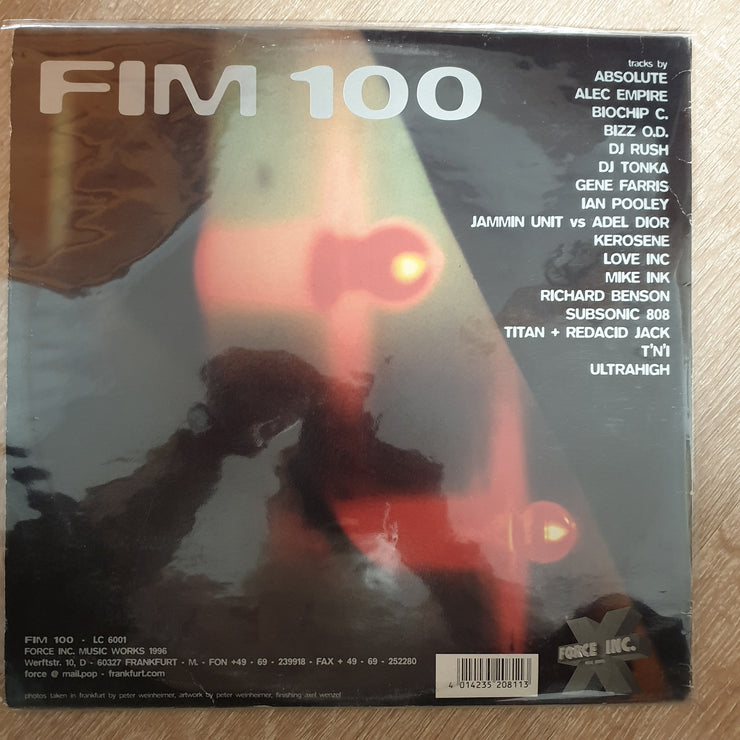 FIM 100
tracks by
ABSOLUTE
ALEC EMPIRE
BIOCHIP C.
BIZZ O.D.
DJ RUSH
DJ TONKA
GENE FARRIS
IAN POOLEY
JAMMIN UNIT vs ADEL DIOR
KEROSENE
LOVE INC
MIKE INK
RICHARD BENSON
SUBSONIC 808
TITAN + REDACID JACK
T'N'I
ULTRAHIGH
FIM 100 - LC 6001
FORCE INC. MUSIC WORKS 1996
Werftstr. 10, D - 60327 FRANKFURT - M. - FON +49 - 69 - 239918 - FAX + 49 - 69 - 252280
force @ mail.pop - frankfurt.com
photos taken in frankfurt by peter weinheimer, artwork by peter weinheimer, finishing axel wenzel
4 014235 208113
FORCE INC.